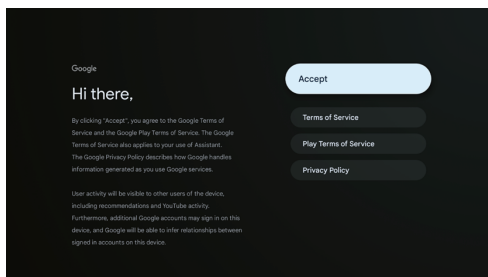 Google
Hi there,
By clicking "Accept", you agree to the Google Terms of
Service and the Google Play Terms of Service. The Google
Terms of Service also applies to your use of Assistant.
The Google Privacy Policy describes how Google handles
information generated as you use Google services.
User activity will be visible to other users of the device,
including recommendations and YouTube activity.
Furthermore, additional Google accounts may sign in on this
device, and Google will be able to infer relationships between
signed in accounts on this device.
Accept
Terms of Service
Play Terms of Service
Privacy Policy